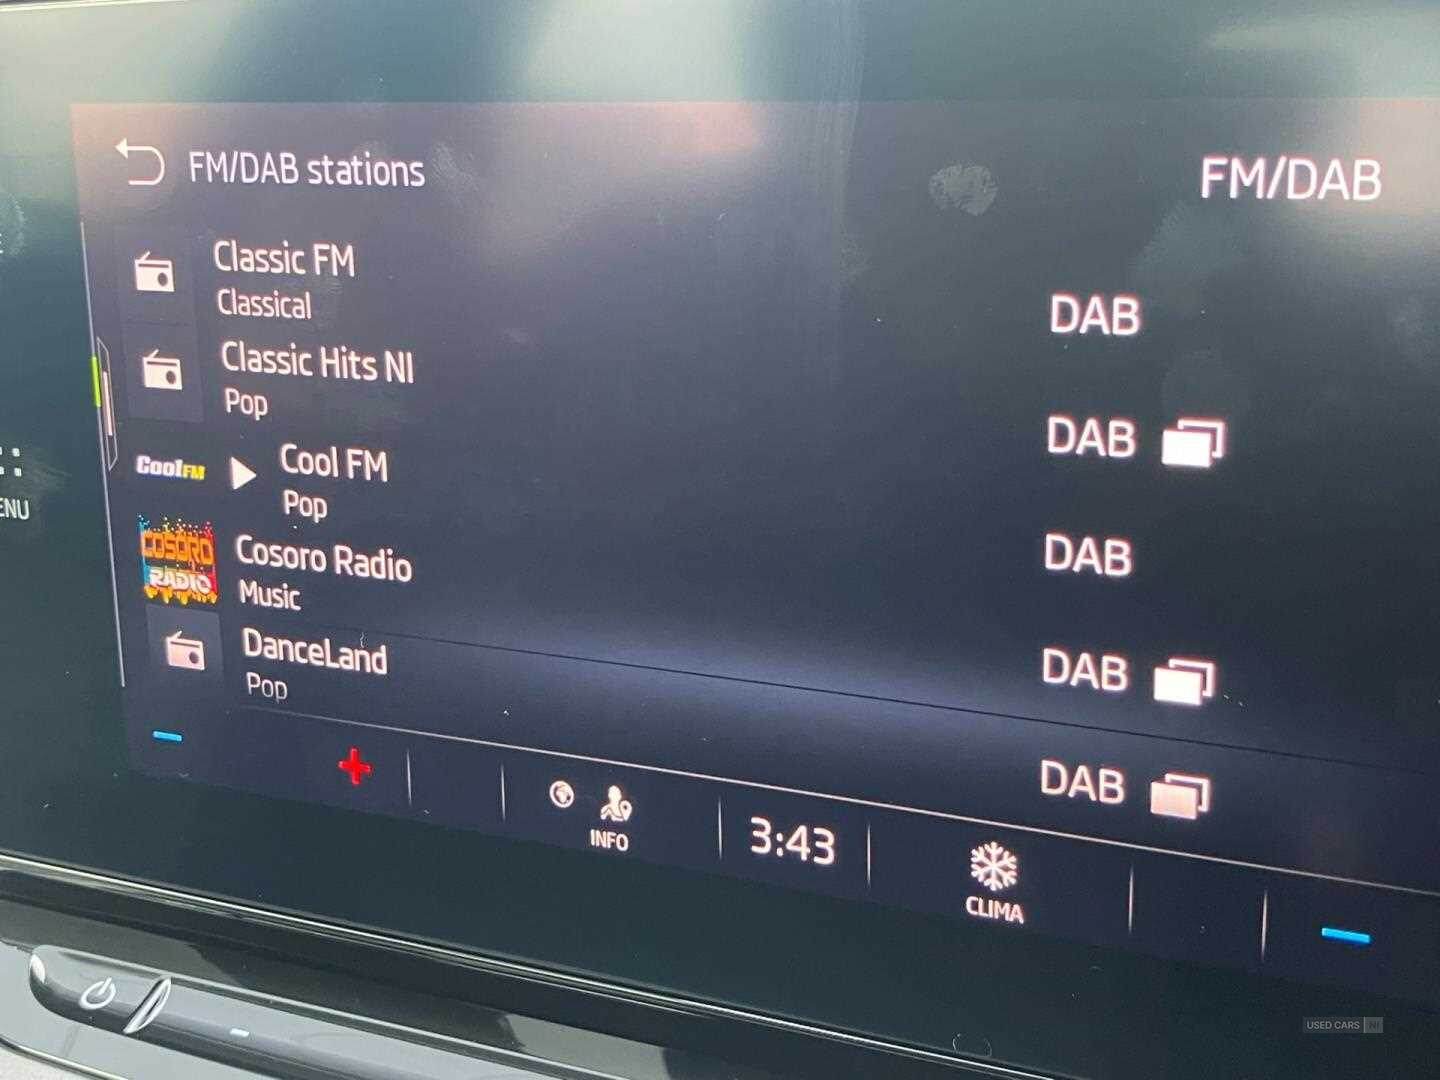 FM/DAB stations
FM/DAB
Classic FM
Classical
DAB
Classic Hits NI
Pop
DAB
CoolFM
Cool FM
Pop
DAB
COSORO
RADIO
Cosoro Radio
Music
DAB
DanceLand
Pop
DAB
ENU
INFO
3:43
CLIMA
USED CARS NI